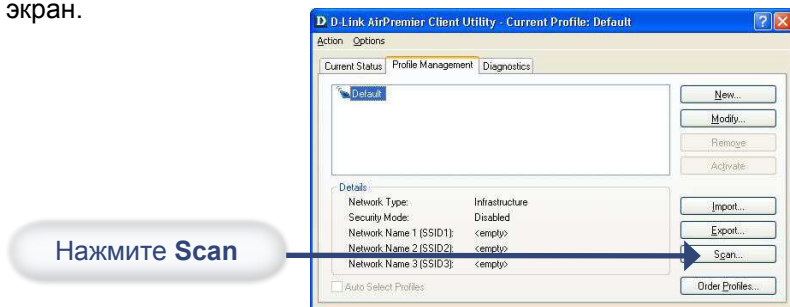 экран.
D-Link AirPremier Client Utility - Current Profile: Default
Action Options
Current Status Profile Management Diagnostics
Default
New...
Modify...
Remove
Activate
Details
Network Type: Infrastructure
Security Mode: Disabled
Network Name 1 (SSID1): <empty>
Network Name 2 (SSID2): <empty>
Network Name 3 (SSID3): <empty>
Import...
Export...
Scan...
Нажмите Scan
Auto Select Profiles
Order Profiles...